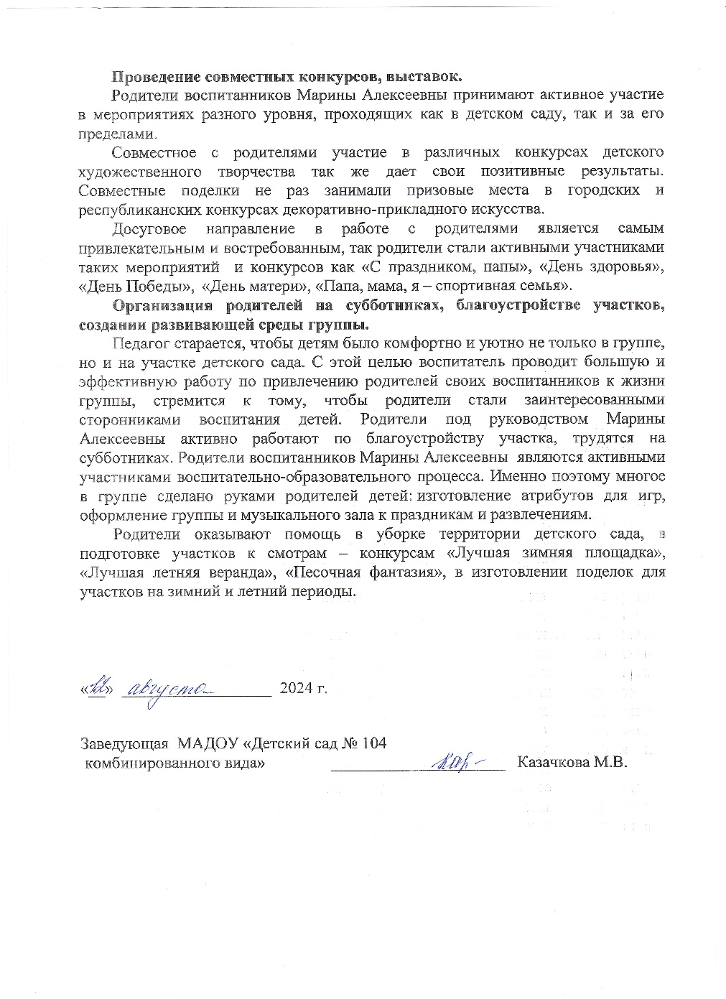 Проведение совместных конкурсов, выставок.
Родители воспитанников Марины Алексеевны принимают активное участие
в мероприятиях разного уровня, проходящих как в детском саду, так и за его
пределами.
Совместное с родителями участие в различных конкурсах детского
художественного творчества так же дает свои позитивные результаты.
Совместные поделки не раз занимали призовые места в городских и
республиканских конкурсах декоративно-прикладного искусства.
Досуговое направление в работе с родителями является самым
привлекательным и востребованным, так родители стали активными участниками
таких мероприятий и конкурсов как «С праздником, папы», «День здоровья»,
«День Победы», «День матери», «Папа, мама, я – спортивная семья».
Организация родителей на субботниках, благоустройстве участков,
создании развивающей среды группы.
Педагог старается, чтобы детям было комфортно и уютно не только в группе,
но и на участке детского сада. С этой целью воспитатель проводит большую и
эффективную работу по привлечению родителей своих воспитанников к жизни
группы, стремится к тому, чтобы родители стали заинтересованными
сторонниками воспитания детей. Родители под руководством Марины
Алексеевны активно работают по благоустройству участка, трудятся на
субботниках. Родители воспитанников Марины Алексеевны являются активными
участниками воспитательно-образовательного процесса. Именно поэтому многое
в группе сделано руками родителей детей: изготовление атрибутов для игр,
оформление группы и музыкального зала к праздникам и развлечениям.
Родители оказывают помощь в уборке территории детского сада, в
подготовке участков к смотрам – конкурсам «Лучшая зимняя площадка»,
«Лучшая летняя веранда», «Песочная фантазия», в изготовлении поделок для
участков на зимний и летний периоды.
«12» августа 2024 г.
Заведующая МАДОУ «Детский сад № 104
комбинированного вида» Казачкова М.В.